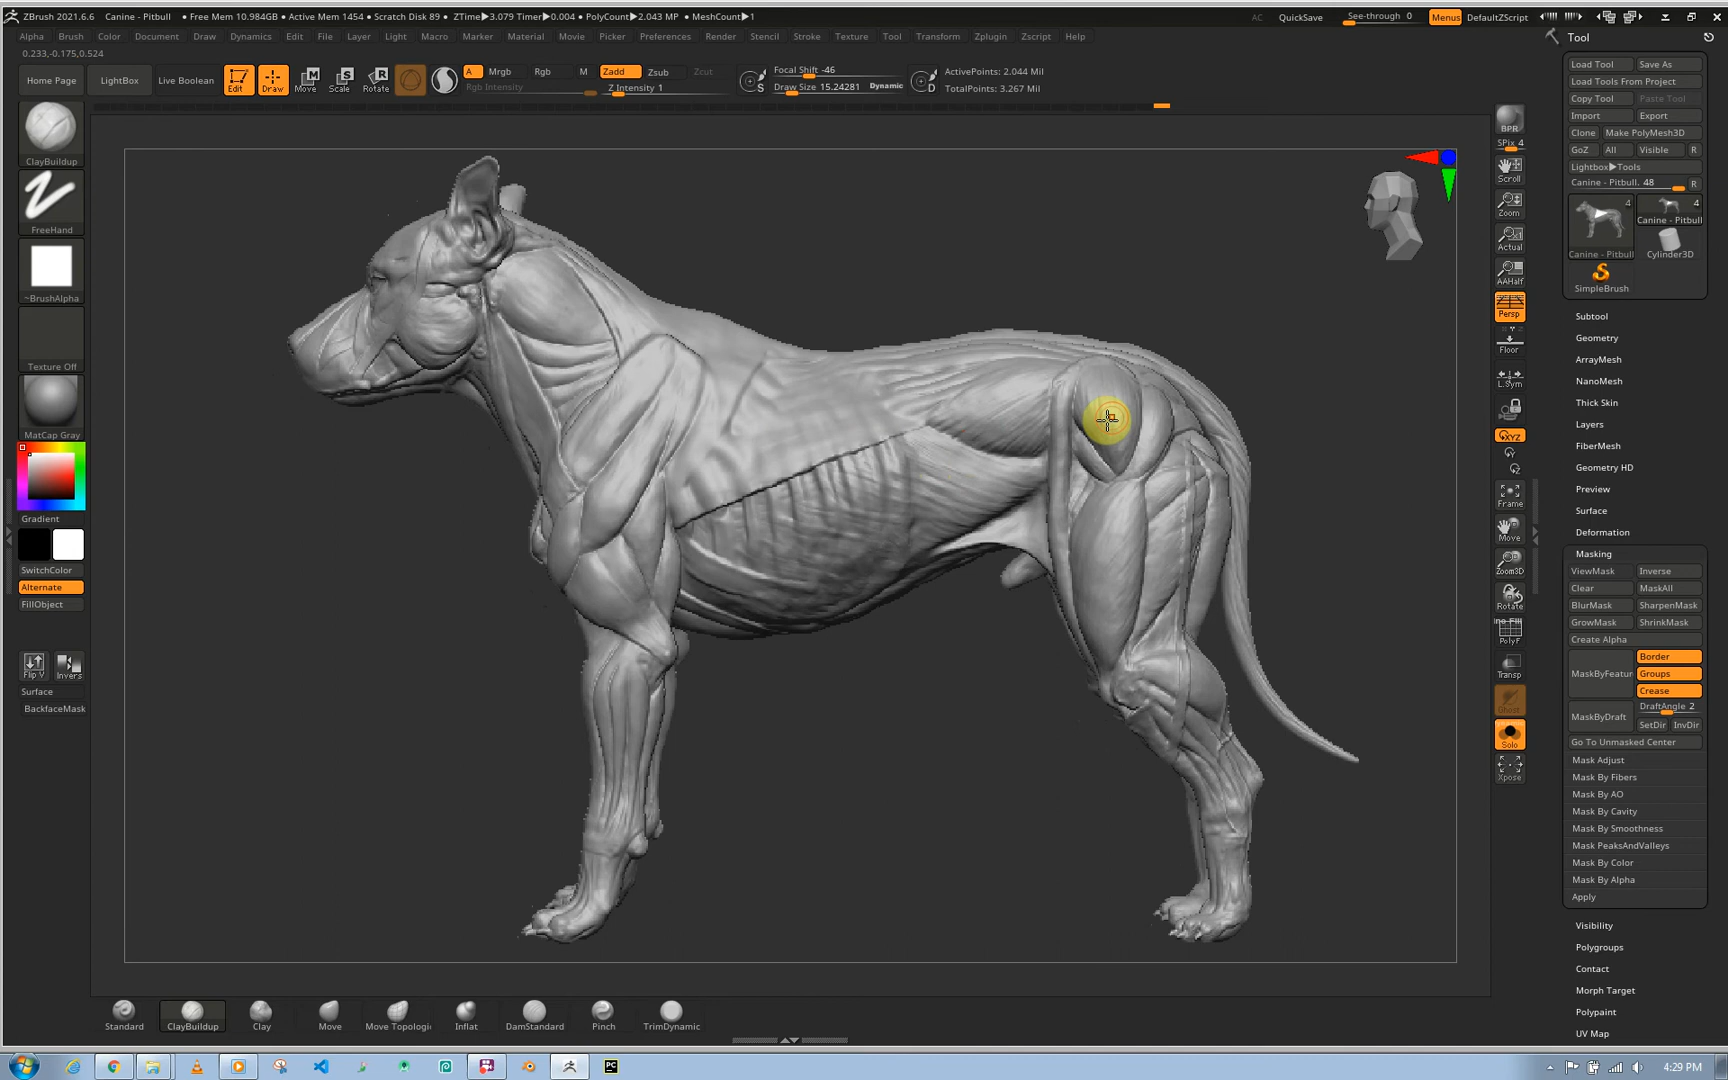 ZBrush 2021.6.6 Canine - Pitbull • Free Mem 10.984GB • Active Mem 1454 • Scratch Disk 89 • ZTime▶3.079 Timer▶0.004 • PolyCount▶2.043 MP • MeshCount▶1
AC QuickSave See-through 0 Menus DefaultZScript
Alpha Brush Color Document Draw Dynamics Edit File Layer Light Macro Marker Material Movie Picker Preferences Render Stencil Stroke Texture Tool Transform Zplugin Zscript Help
0.233,-0.175,0.524
Home Page LightBox Live Boolean Edit Draw Move Scale Rotate
A Mrgb Rgb M Zadd Zsub Zcut
Rgb Intensity Z Intensity 1
S Focal Shift -46
Draw Size 15.24281 Dynamic
D ActivePoints: 2.044 Mil
TotalPoints: 3.267 Mil
ClayBuildup
FreeHand
~BrushAlpha
Texture Off
MatCap Gray
Gradient
SwitchColor
Alternate
FillObject
Flip V Invers
Surface
BackfaceMask
BPR
SPix 4
Scroll
Zoom
Actual
AAHalf
Persp
Floor
L.Sym
XYZ
Y
Z
Frame
Move
Zoom3D
Rotate
PolyF
Transp
Ghost
Solo
Xpose
Tool
Load Tool Save As
Load Tools From Project
Copy Tool Paste Tool
Import Export
Clone Make PolyMesh3D
GoZ All Visible R
Lightbox▶Tools
Canine - Pitbull. 48 R
4 4
Canine - Pitbull
Canine - Pitbull Cylinder3D
SimpleBrush
Subtool
Geometry
ArrayMesh
NanoMesh
Thick Skin
Layers
FiberMesh
Geometry HD
Preview
Surface
Deformation
Masking
ViewMask Inverse
Clear MaskAll
BlurMask SharpenMask
GrowMask ShrinkMask
Create Alpha
MaskByFeatur Border
Groups
Crease
MaskByDraft DraftAngle 2
SetDir InvDir
Go To Unmasked Center
Mask Adjust
Mask By Fibers
Mask By AO
Mask By Cavity
Mask By Smoothness
Mask PeaksAndValleys
Mask By Color
Mask By Alpha
Apply
Visibility
Polygroups
Contact
Morph Target
Polypaint
UV Map
Standard ClayBuildup Clay Move Move Topologi Inflat DamStandard Pinch TrimDynamic
PC
4:29 PM